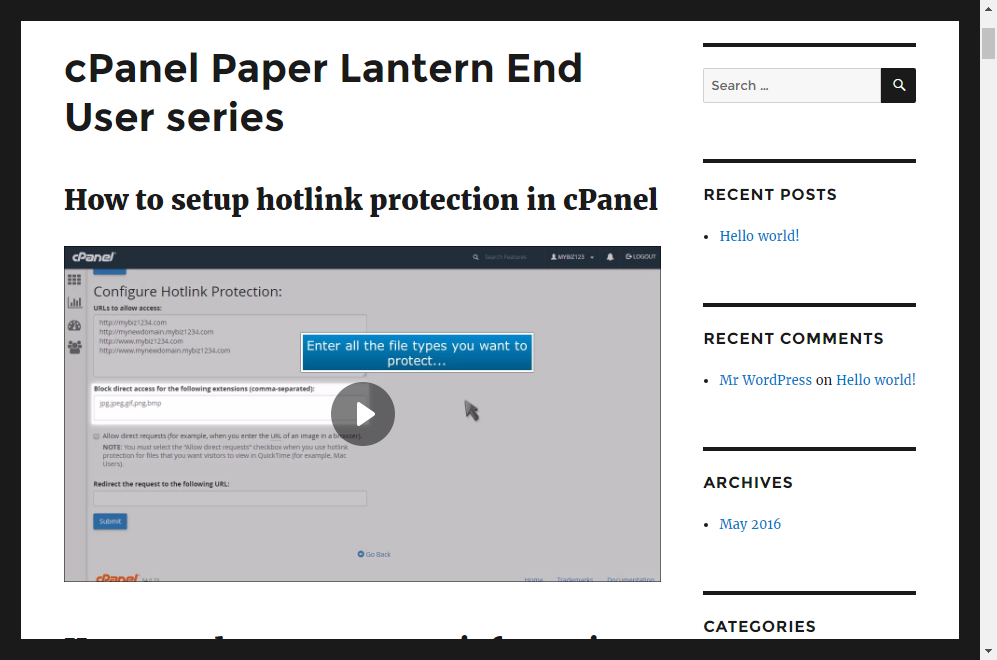 cPanel Paper Lantern End
User series
How to setup hotlink protection in cPanel
cPanel
Search Features
MYBIZ123
LOGOUT
Configure Hotlink Protection:
URLs to allow access:
http://mybiz1234.com
http://mynewdomain.mybiz1234.com
http://www.mybiz1234.com
http://www.mynewdomain.mybiz1234.com
Enter all the file types you want to
protect...
Block direct access for the following extensions (comma-separated):
jpg,jpeg,gif,png,bmp
Allow direct requests (for example, when you enter the URL of an image in a browser).
NOTE: You must select the "Allow direct requests" checkbox when you use hotlink
protection for files that you want visitors to view in QuickTime (for example, Mac
Users).
Redirect the request to the following URL:
Submit
Go Back
cPanel
Home Trademarks Documentation
Search …
RECENT POSTS
Hello world!
RECENT COMMENTS
Mr WordPress on Hello world!
ARCHIVES
May 2016
CATEGORIES